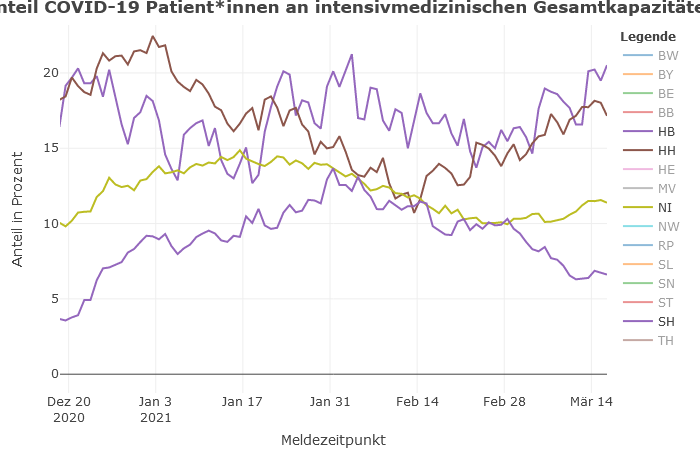 nteil COVID-19 Patient*innen an intensivmedizinischen Gesamtkapazitäte
Legende
BW
BY
BE
BB
HB
HH
HE
MV
NI
NW
RP
SL
SN
ST
SH
TH
Anteil in Prozent
20
15
10
5
0
Dez 20 Jan 3 Jan 17 Jan 31 Feb 14 Feb 28 Mär 14
2020 2021
Meldezeitpunkt